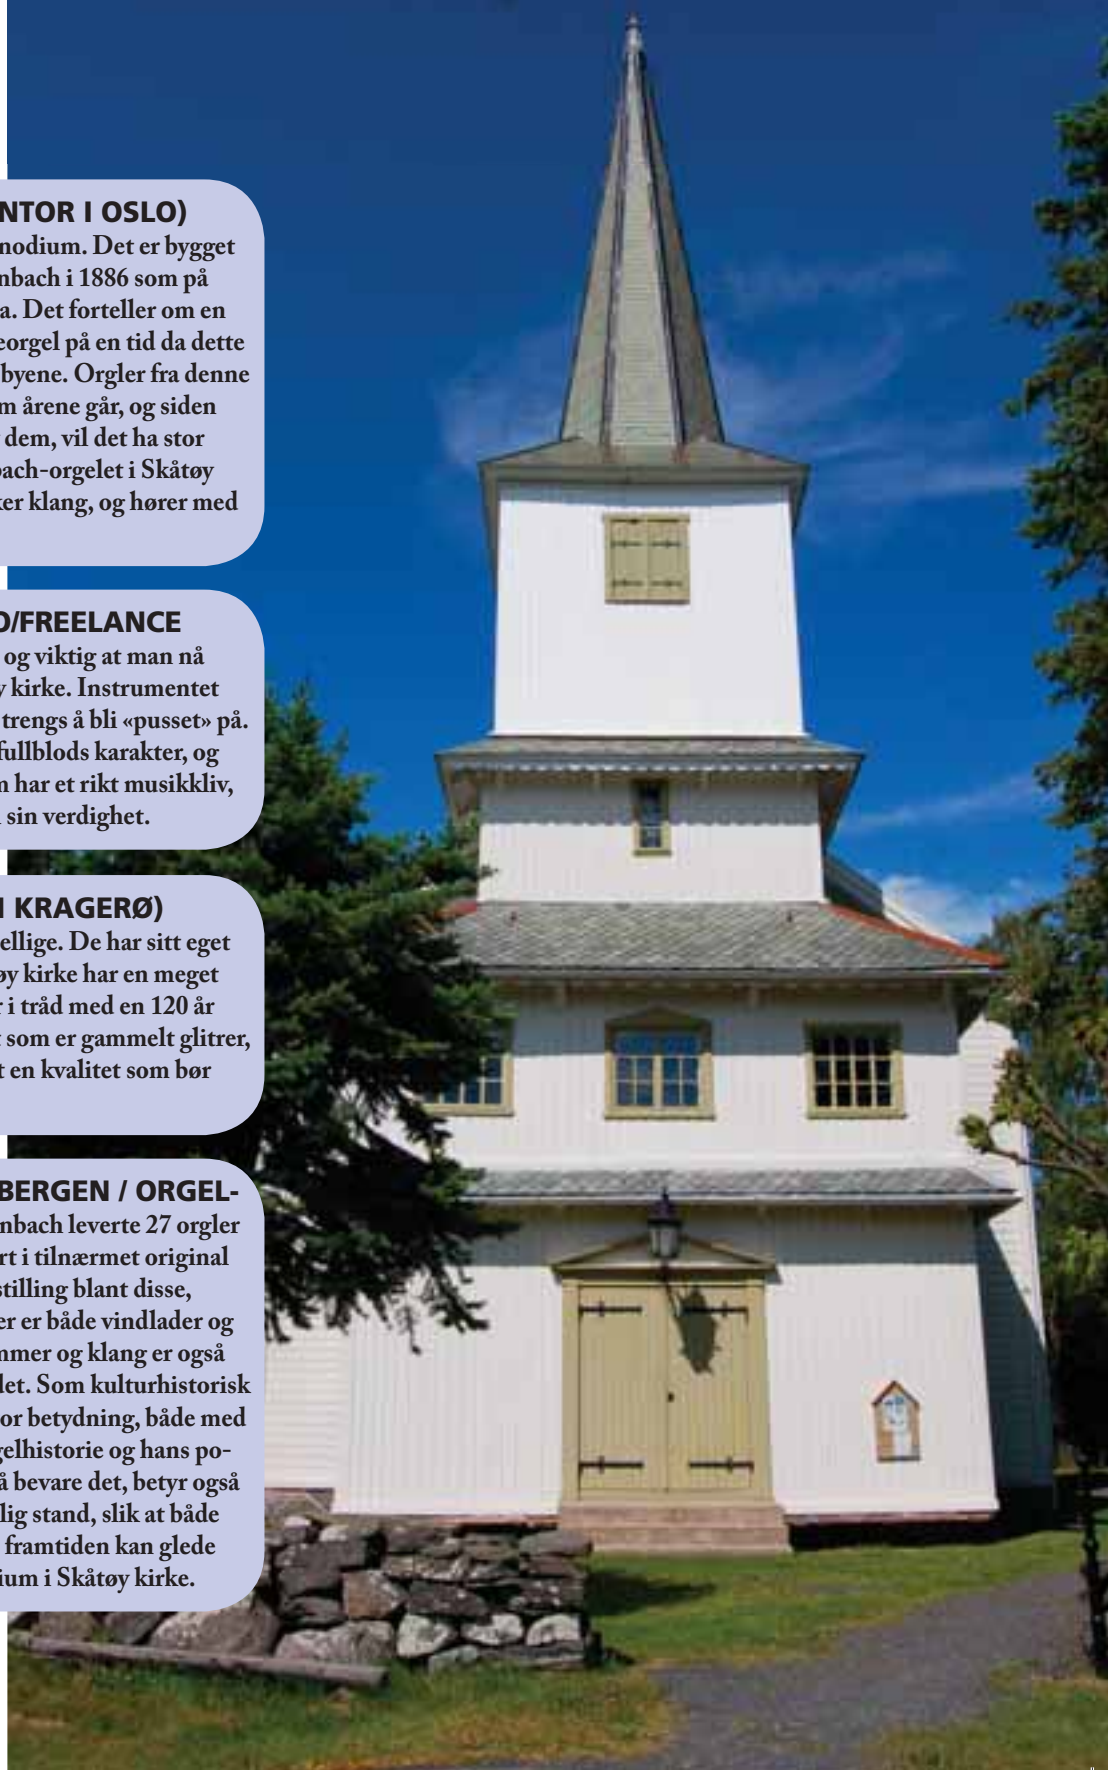 NTOR I OSLO)
nodium. Det er bygget
nbach i 1886 som på
a. Det forteller om en
eorgel på en tid da dette
byene. Orgler fra denne
m årene går, og siden
dem, vil det ha stor
bach-orgelet i Skåtøy
ker klang, og hører med
O/FREELANCE
og viktig at man nå
y kirke. Instrumentet
trengs å bli «pusset» på.
fullblods karakter, og
m har et rikt musikkliv,
sin verdighet.
I KRAGERØ)
ellige. De har sitt eget
øy kirke har en meget
r i tråd med en 120 år
t som er gammelt glitrer,
t en kvalitet som bør
BERGEN / ORGEL-
nbach leverte 27 orgler
rt i tilnærmet original
stilling blant disse,
er er både vindlader og
mmer og klang er også
det. Som kulturhistorisk
or betydning, både med
gelhistorie og hans po-
å bevare det, betyr også
lig stand, slik at både
framtiden kan glede
ium i Skåtøy kirke.